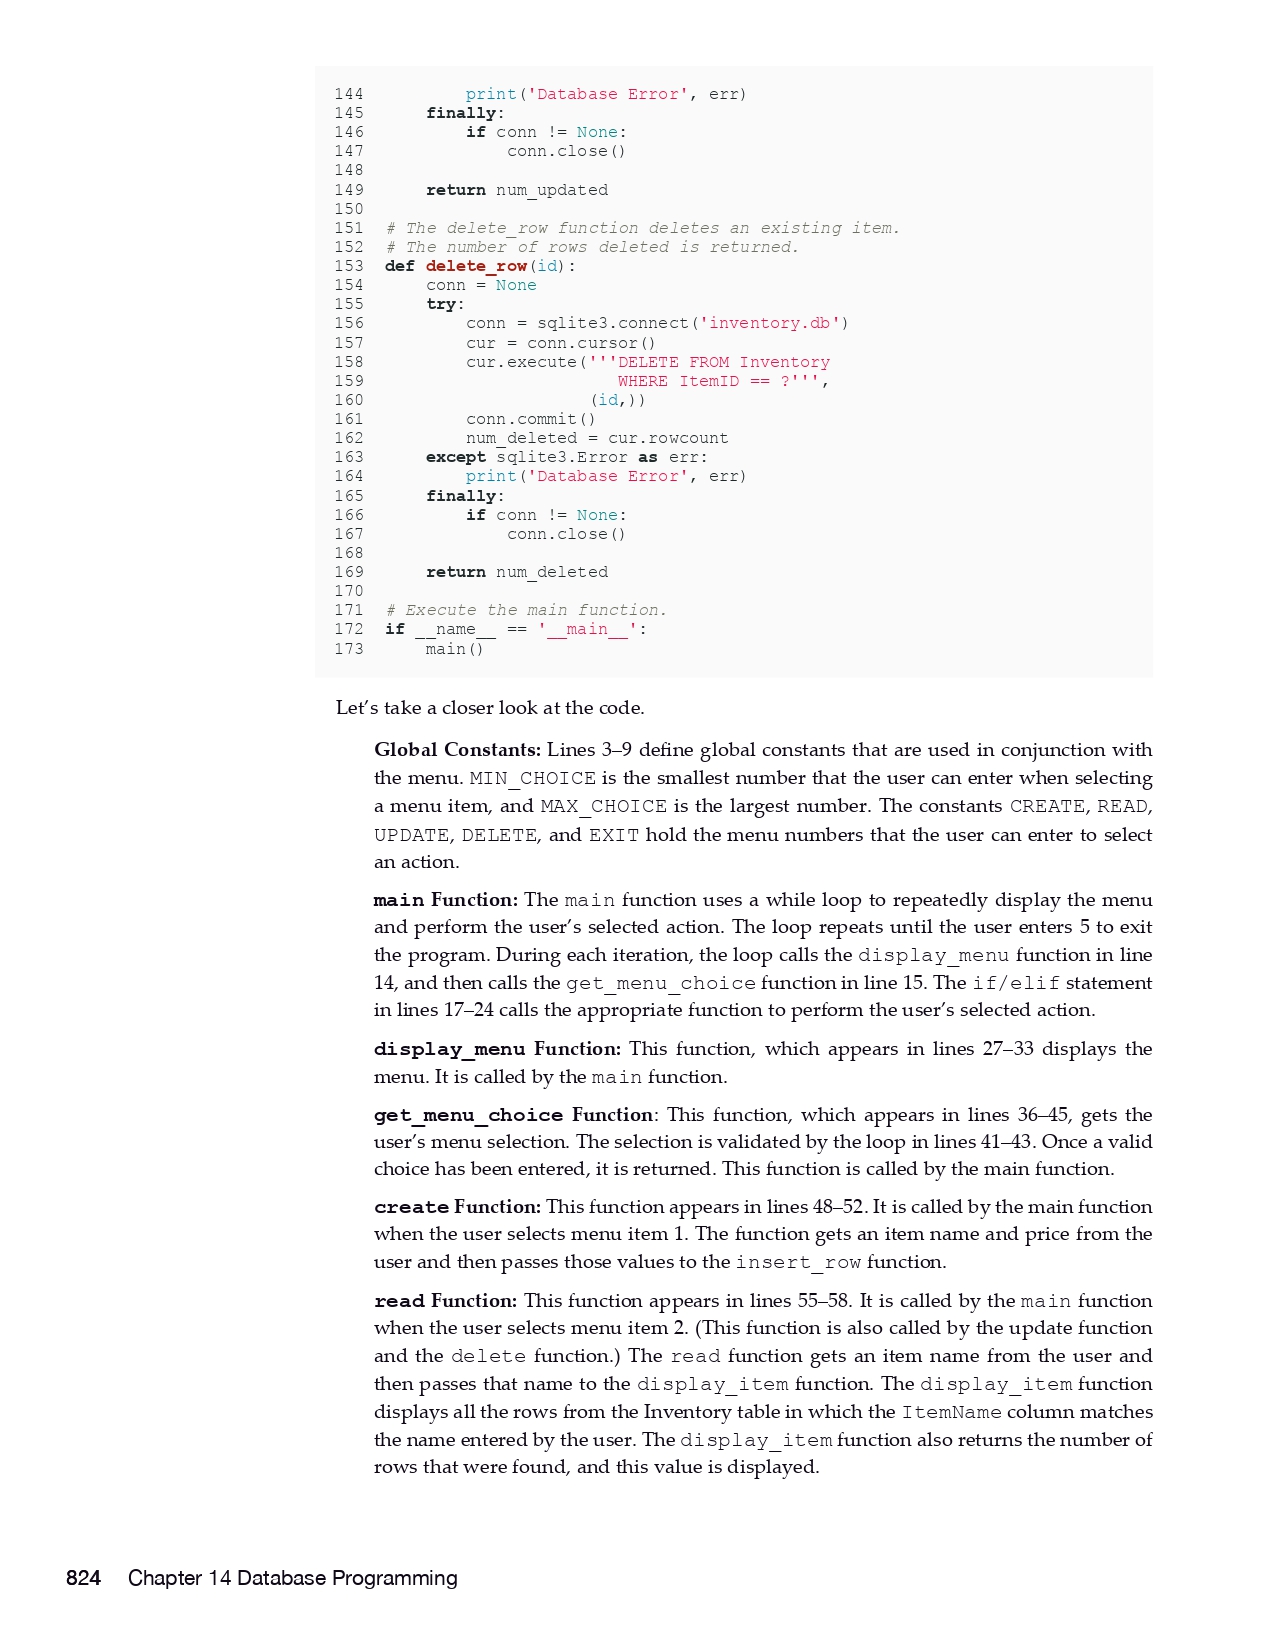 144          print('Database Error', err)
145      finally:
146          if conn != None:
147              conn.close()
148
149      return num_updated
150
151  # The delete_row function deletes an existing item.
152  # The number of rows deleted is returned.
153  def delete_row(id):
154      conn = None
155      try:
156          conn = sqlite3.connect('inventory.db')
157          cur = conn.cursor()
158          cur.execute('''DELETE FROM Inventory
159                         WHERE ItemID == ?''',
160                      (id,))
161          conn.commit()
162          num_deleted = cur.rowcount
163      except sqlite3.Error as err:
164          print('Database Error', err)
165      finally:
166          if conn != None:
167              conn.close()
168
169      return num_deleted
170
171  # Execute the main function.
172  if __name__ == '__main__':
173      main()
Let’s take a closer look at the code.
Global Constants: Lines 3–9 define global constants that are used in conjunction with
the menu. MIN_CHOICE is the smallest number that the user can enter when selecting
a menu item, and MAX_CHOICE is the largest number. The constants CREATE, READ,
UPDATE, DELETE, and EXIT hold the menu numbers that the user can enter to select
an action.
main Function: The main function uses a while loop to repeatedly display the menu
and perform the user’s selected action. The loop repeats until the user enters 5 to exit
the program. During each iteration, the loop calls the display_menu function in line
14, and then calls the get_menu_choice function in line 15. The if/elif statement
in lines 17–24 calls the appropriate function to perform the user’s selected action.
display_menu Function: This function, which appears in lines 27–33 displays the
menu. It is called by the main function.
get_menu_choice Function: This function, which appears in lines 36–45, gets the
user’s menu selection. The selection is validated by the loop in lines 41–43. Once a valid
choice has been entered, it is returned. This function is called by the main function.
create Function: This function appears in lines 48–52. It is called by the main function
when the user selects menu item 1. The function gets an item name and price from the
user and then passes those values to the insert_row function.
read Function: This function appears in lines 55–58. It is called by the main function
when the user selects menu item 2. (This function is also called by the update function
and the delete function.) The read function gets an item name from the user and
then passes that name to the display_item function. The display_item function
displays all the rows from the Inventory table in which the ItemName column matches
the name entered by the user. The display_item function also returns the number of
rows that were found, and this value is displayed.
824 Chapter 14 Database Programming